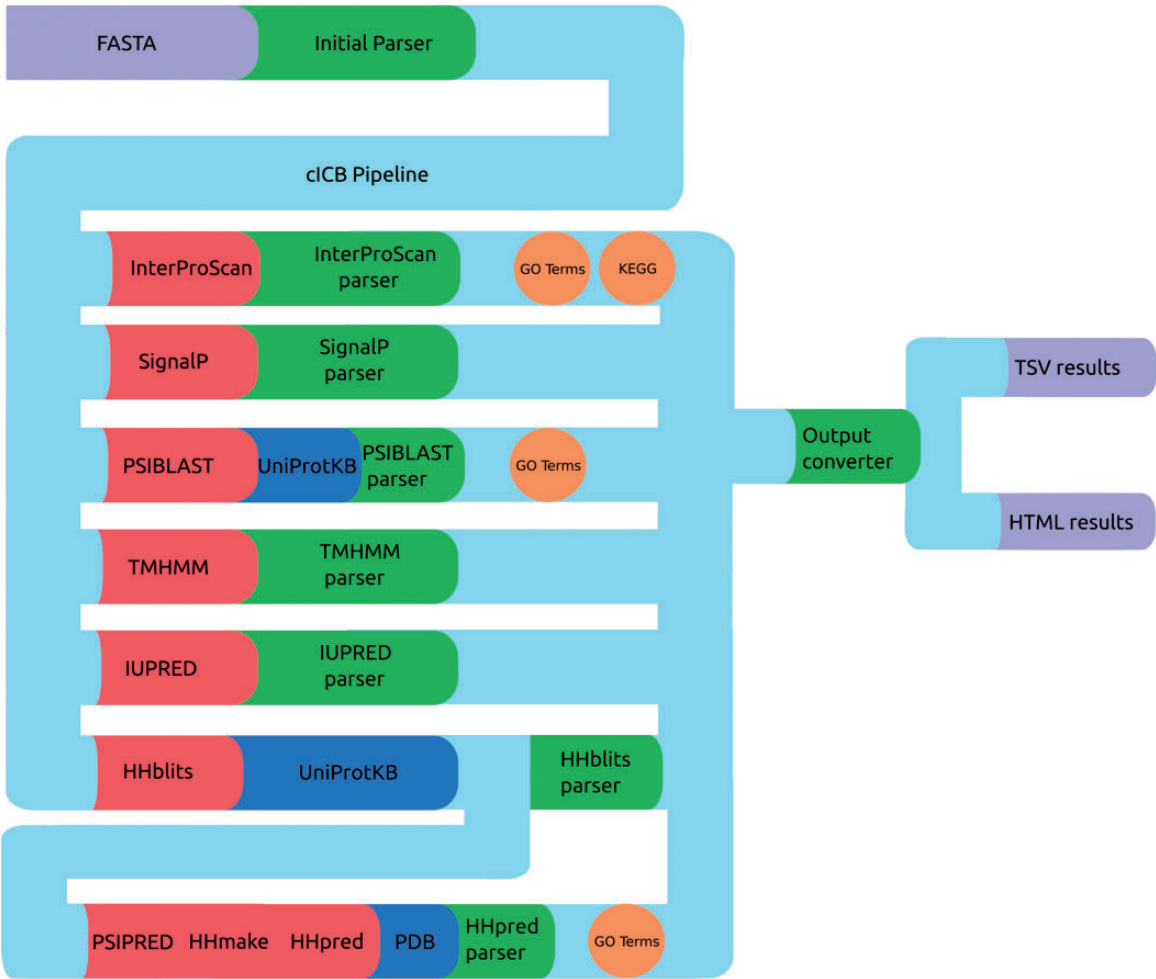 FASTA
Initial Parser
cICB Pipeline
InterProScan
InterProScan
parser
GO Terms
KEGG
SignalP
SignalP
parser
PSIBLAST
UniProtKB
PSIBLAST
parser
GO Terms
TMHMM
TMHMM
parser
IUPRED
IUPRED
parser
HHblits
UniProtKB
HHblits
parser
PSIPRED
HHmake
HHpred
PDB
HHpred
parser
GO Terms
Output
converter
TSV results
HTML results